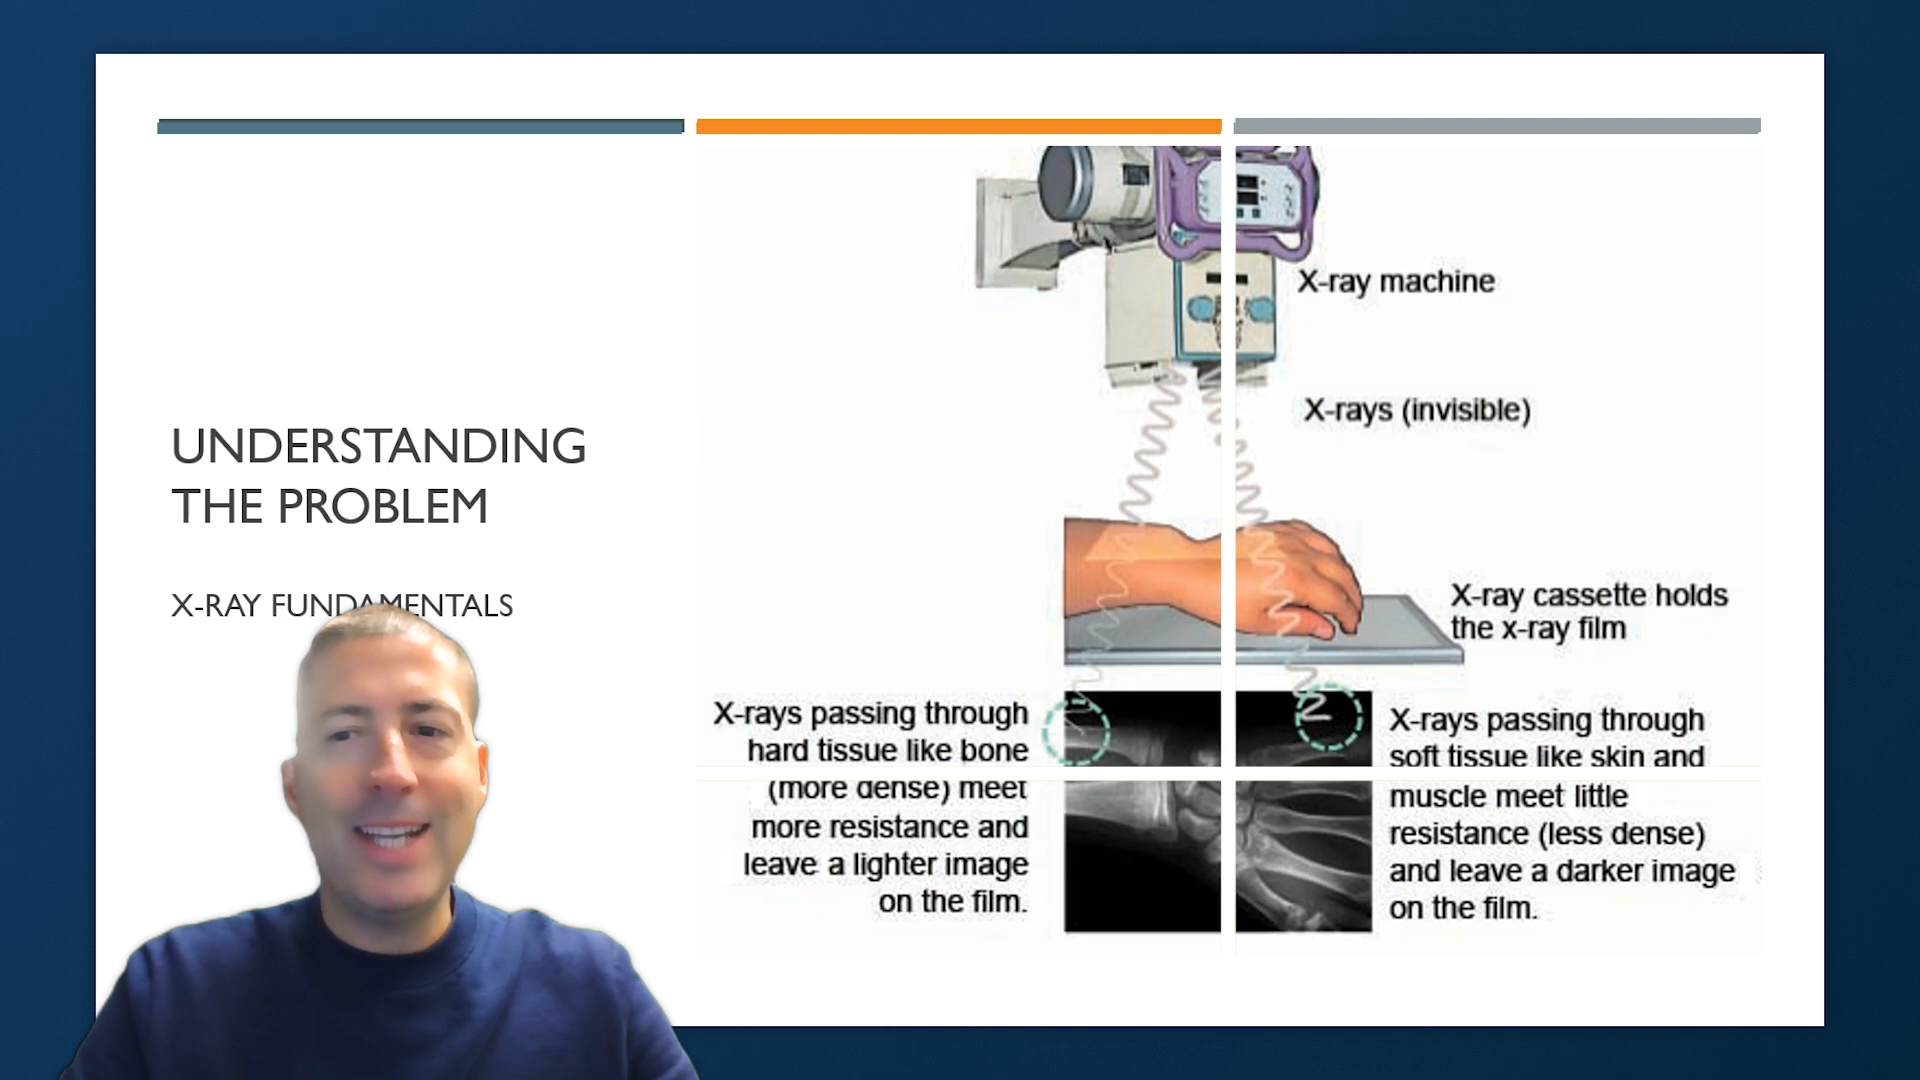 UNDERSTANDING
THE PROBLEM
X-RAY FUNDAMENTALS
X-ray machine
X-rays (invisible)
X-ray cassette holds
the x-ray film
X-rays passing through
hard tissue like bone
(more dense) meet
more resistance and
leave a lighter image
on the film.
X-rays passing through
soft tissue like skin and
muscle meet little
resistance (less dense)
and leave a darker image
on the film.